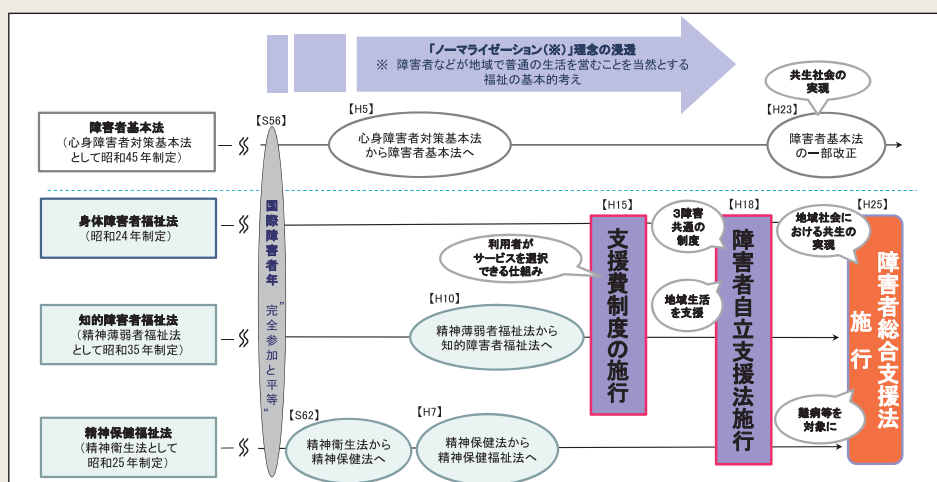 「ノーマライゼーション(※)」理念の浸透
※ 障害者などが地域で普通の生活を営むことを当然とする
福祉の基本的考え
共生社会の
実現
【S56】
【H5】
【H23】
障害者基本法
(心身障害者対策基本法
として昭和45年制定)
心身障害者対策基本法
から障害者基本法へ
障害者基本法
の一部改正
国際障害者年
"完全参加と平等"
身体障害者福祉法
(昭和24年制定)
【H15】
支援費制度の施行
利用者が
サービスを選択
できる仕組み
3障害
共通の
制度
地域生活
を支援
【H18】
障害者自立支援法施行
地域社会に
おける共生の
実現
【H25】
障害者総合支援法
施行
難病等を
対象に
知的障害者福祉法
(精神薄弱者福祉法
として昭和35年制定)
【H10】
精神薄弱者福祉法から
知的障害者福祉法へ
精神保健福祉法
(精神衛生法として
昭和25年制定)
【S62】
精神衛生法から
精神保健法へ
【H7】
精神保健法から
精神保健福祉法へ